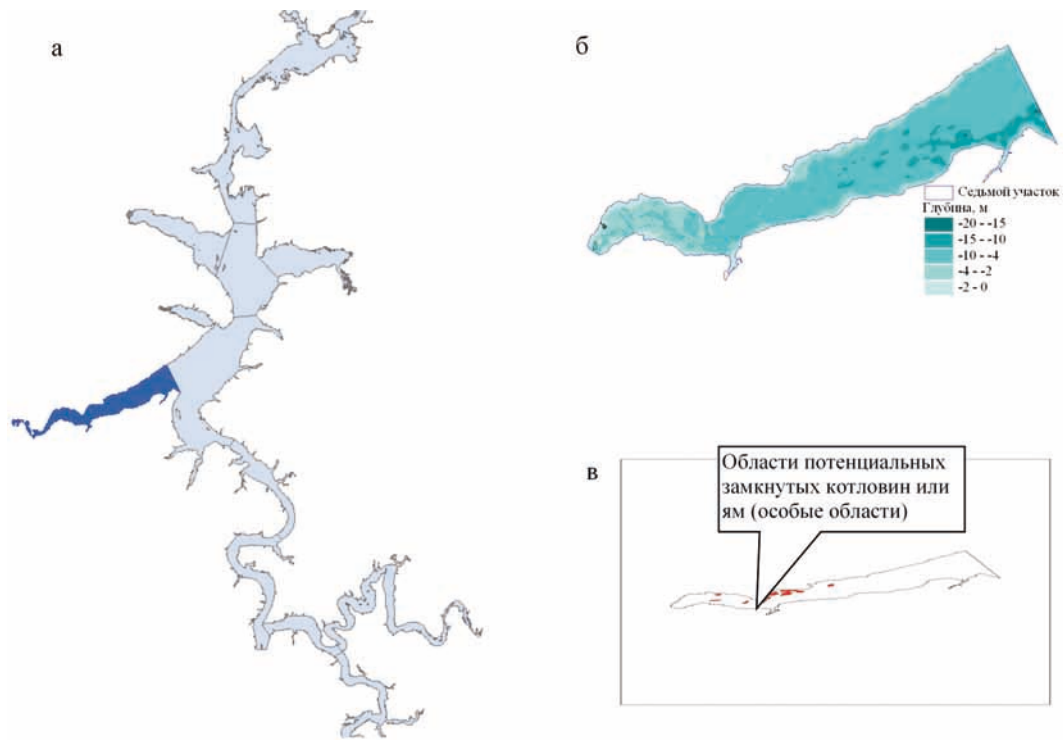 а
б
Седьмой участок
Глубина, м
-20 - -15
-15 - -10
-10 - -4
-4 - -2
-2 - 0
в
Области потенциальных
замкнутых котловин или
ям (особые области)